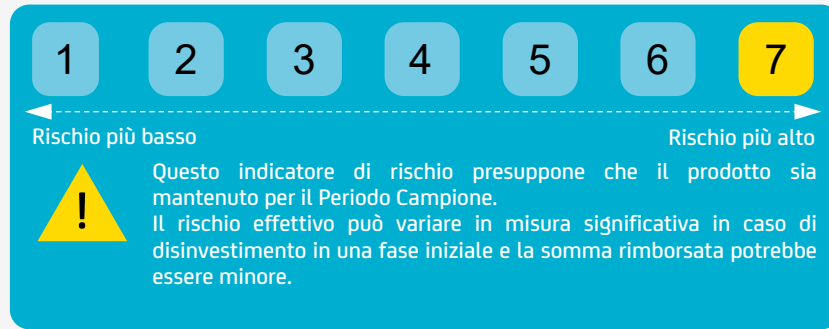 1 2 3 4 5 6 7
Rischio più basso Rischio più alto
!
Questo indicatore di rischio presuppone che il prodotto sia
mantenuto per il Periodo Campione.
Il rischio effettivo può variare in misura significativa in caso di
disinvestimento in una fase iniziale e la somma rimborsata potrebbe
essere minore.